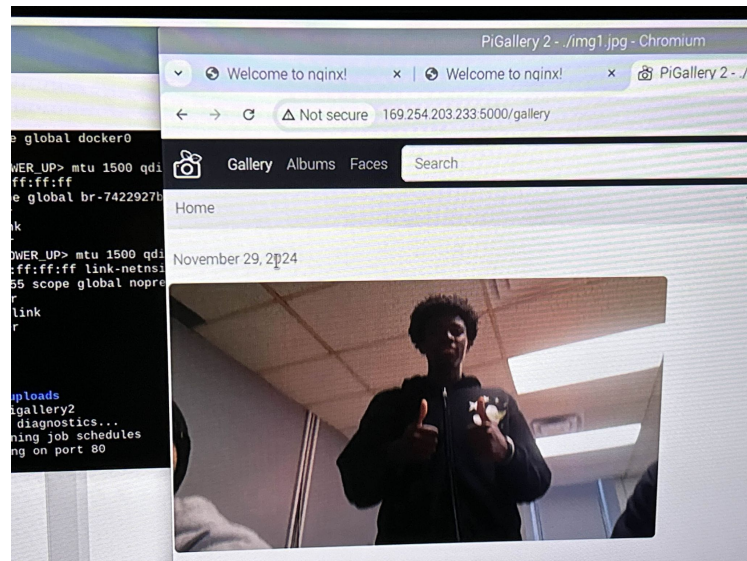 PiGallery 2 - ./img1.jpg - Chromium
Welcome to nginx!
Welcome to nginx!
PiGallery 2 - ./
Not secure
169.254.203.233:5000/gallery
Gallery
Albums
Faces
Search
Home
November 29, 2024
e global docker0
WER_UP> mtu 1500 qdi
ff:ff:ff
e global br-7422927b
r
nk
r
OWER_UP> mtu 1500 qdi
:ff:ff:ff link-netnsi
55 scope global nopre
r
link
r
uploads
igallery2
diagnostics...
ning job schedules
ng on port 80